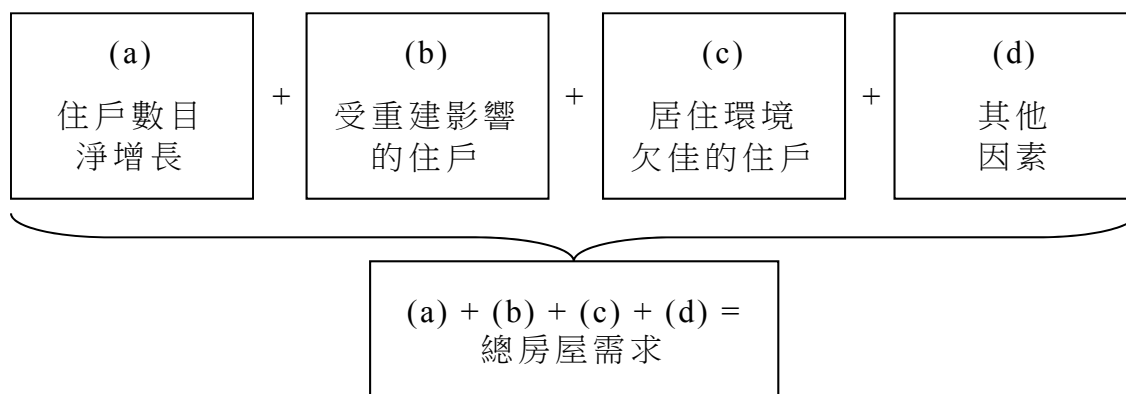 (a)
住戶數目
淨增長
+
(b)
受重建影響
的住戶
+
(c)
居住環境
欠佳的住戶
+
(d)
其他
因素
(a) + (b) + (c) + (d) =
總房屋需求